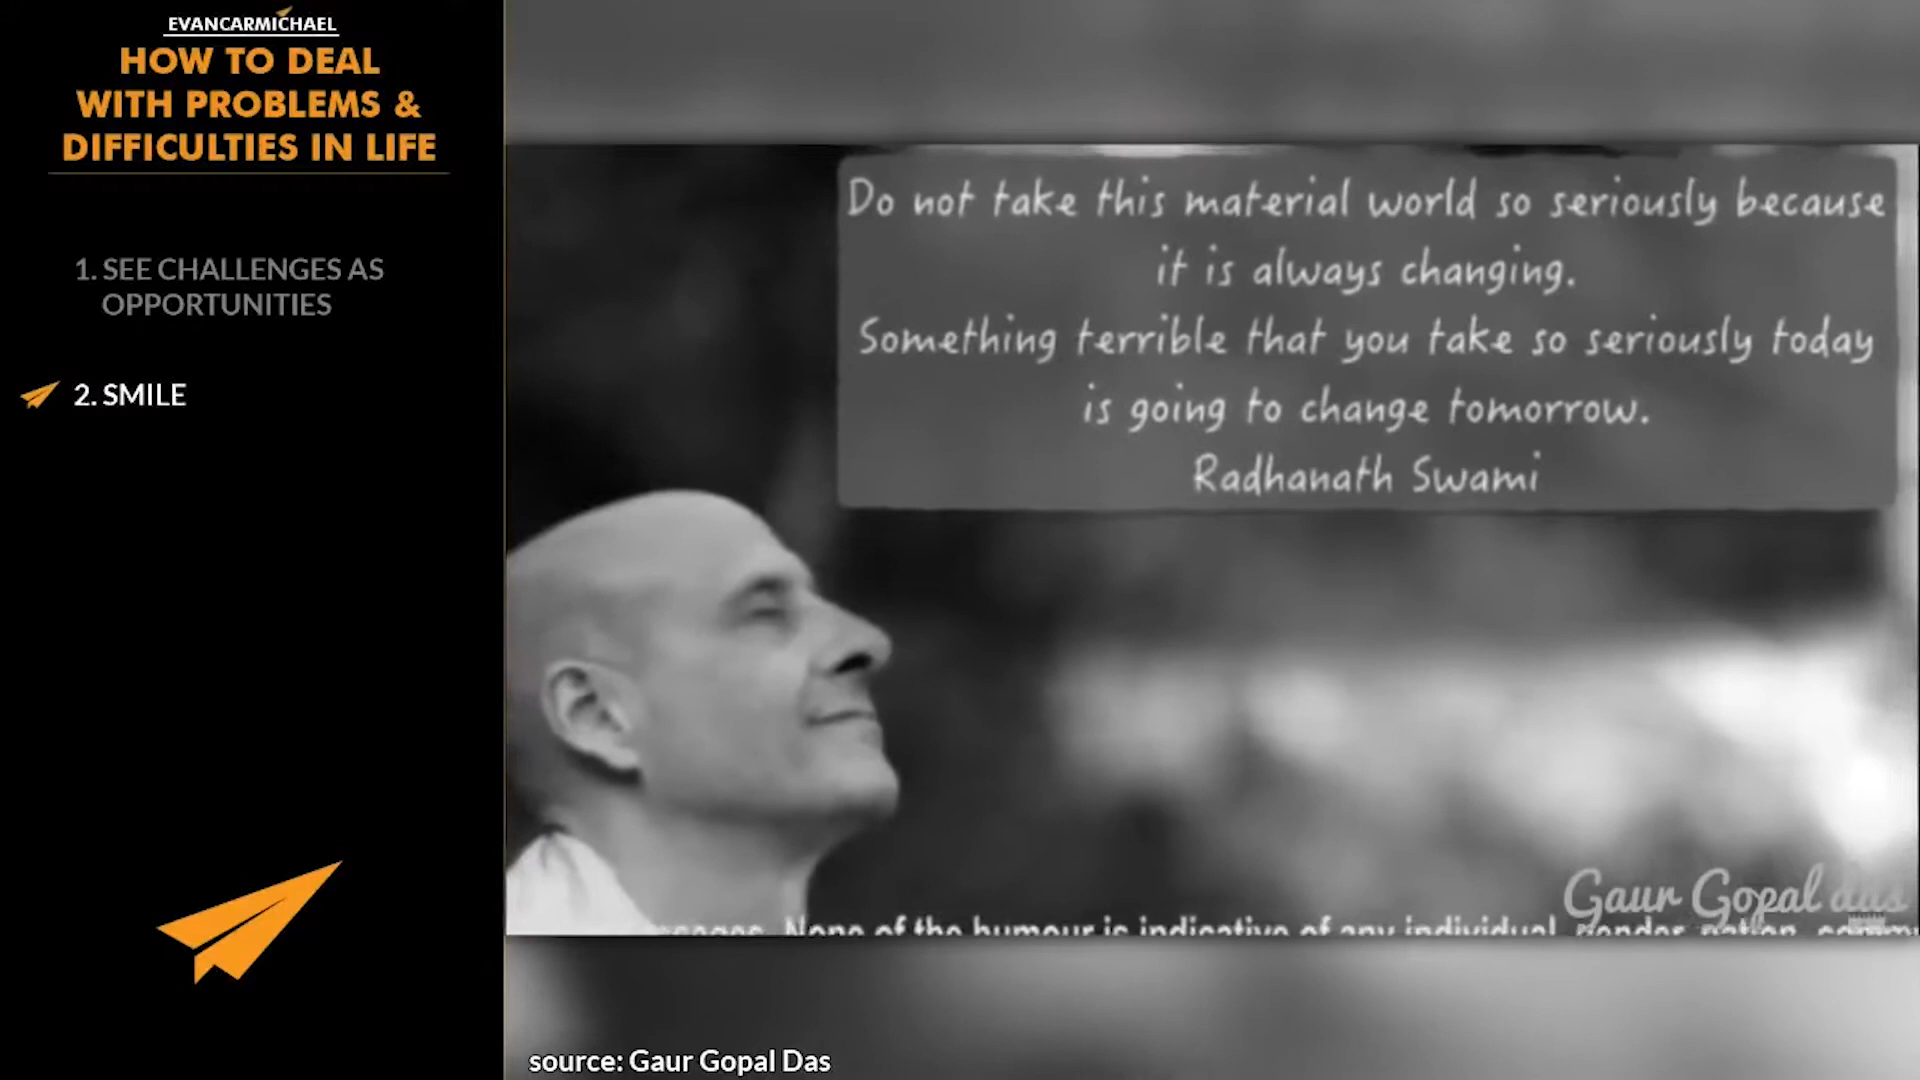 EVANCARMICHAEL
HOW TO DEAL
WITH PROBLEMS &
DIFFICULTIES IN LIFE
1. SEE CHALLENGES AS
OPPORTUNITIES
2. SMILE
Do not take this material world so seriously because
it is always changing.
Something terrible that you take so seriously today
is going to change tomorrow.
Radhanath Swami
Gaur Gopal das
None of the humour is indicative of any individual, gender, nation,
source: Gaur Gopal Das